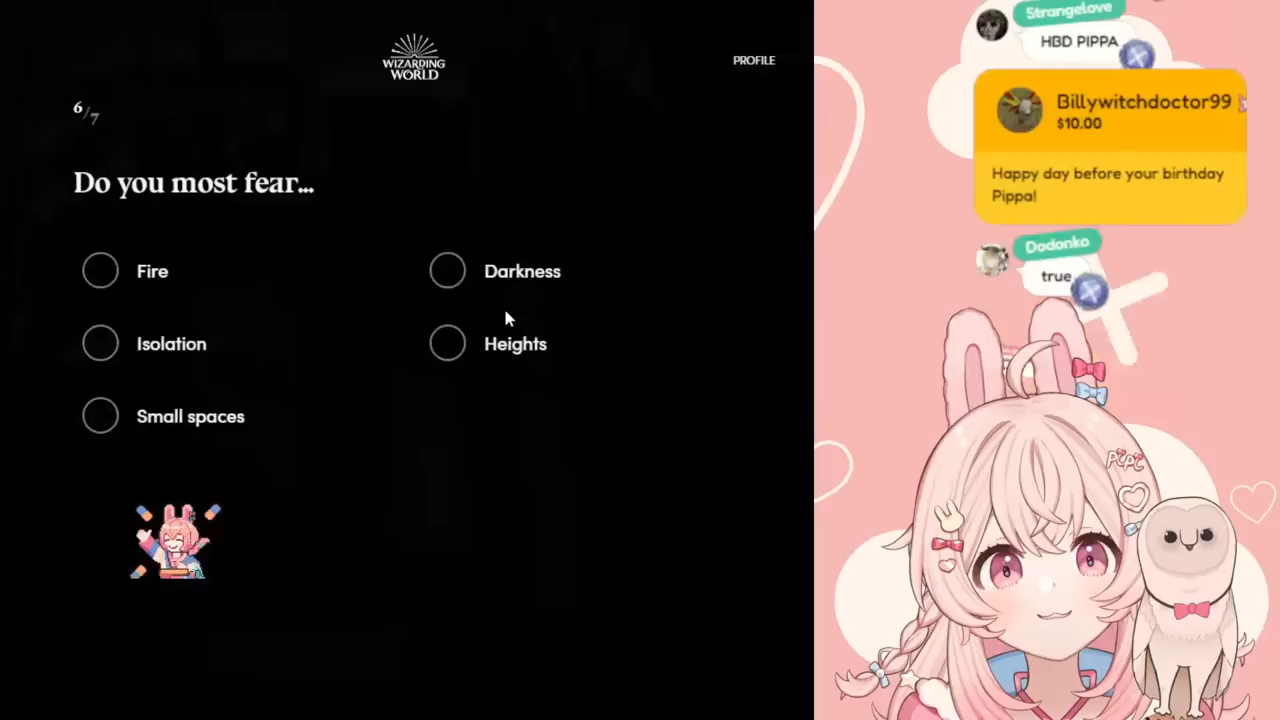 WIZARDING
WORLD
PROFILE
6/7
Do you most fear...
Fire
Darkness
Isolation
Heights
Small spaces
Strangelove
HBD PIPPA
Billywitchdoctor99
$10.00
Happy day before your birthday
Pippa!
Dodonko
true
PiPi